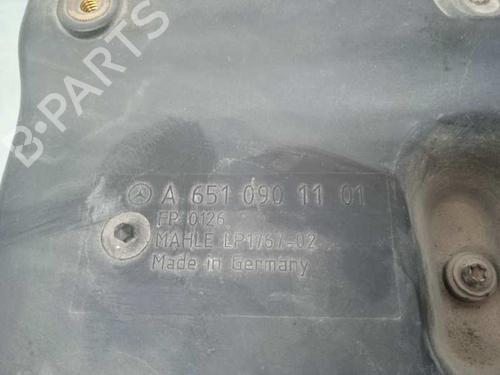 B-PARTS
A 651 090 11 01
FP 0126
MAHLE LP1767-02
Made in Germany